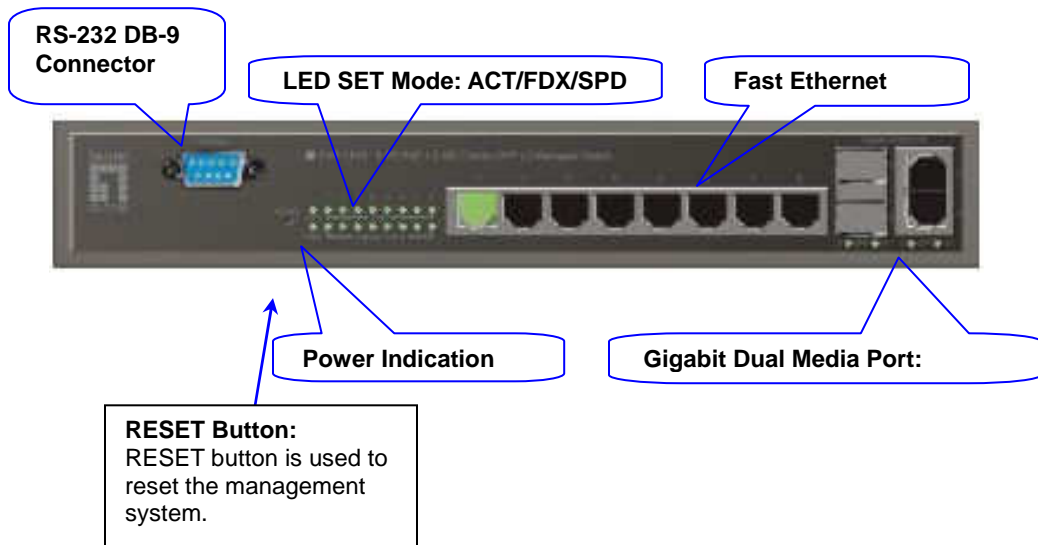 RS-232 DB-9
Connector
LED SET Mode: ACT/FDX/SPD
Fast Ethernet
Power Indication
Gigabit Dual Media Port:
RESET Button:
RESET button is used to
reset the management
system.